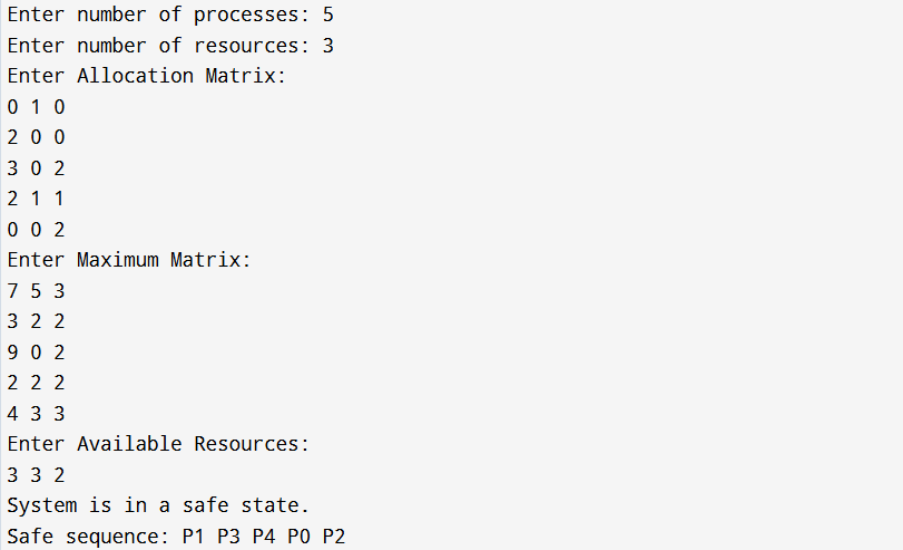 Enter number of processes: 5
Enter number of resources: 3
Enter Allocation Matrix:
0 1 0
2 0 0
3 0 2
2 1 1
0 0 2
Enter Maximum Matrix:
7 5 3
3 2 2
9 0 2
2 2 2
4 3 3
Enter Available Resources:
3 3 2
System is in a safe state.
Safe sequence: P1 P3 P4 P0 P2